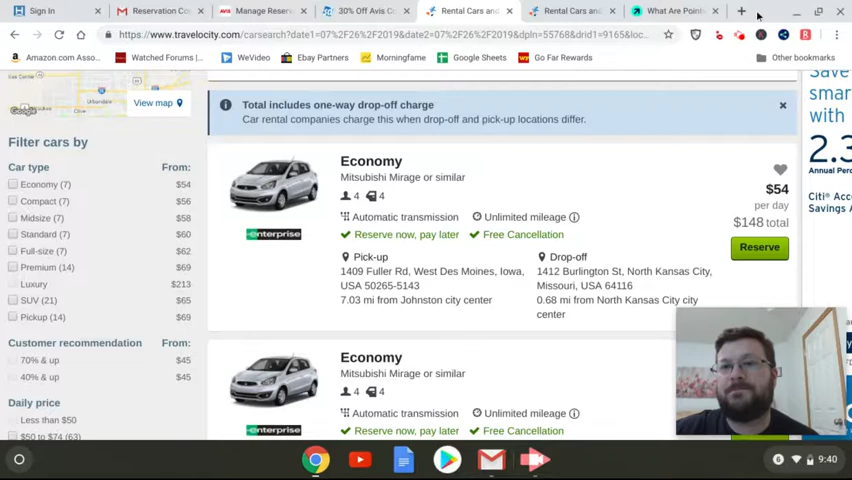 Sign In
Reservation Co
AVIS
Manage Reserv
30% Off Avis C
Rental Cars and
Rental Cars and
What Are Point
https://www.travelocity.com/carsearch?date1=07%2F26%2F2019&date2=07%2F26%2F2019&dpln=55768&drid1=9165&loc...
Amazon.com Asso...
Watched Forums |...
WeVideo
Ebay Partners
Morningfame
Google Sheets
Go Far Rewards
Other bookmarks
Urbandale
Clive
Google
View map
Filter cars by
Car type From:
Economy (7) $54
Compact (7) $56
Midsize (7) $58
Standard (7) $60
Full-size (7) $62
Premium (14) $69
Luxury $213
SUV (21) $65
Pickup (14) $69
Customer recommendation From:
70% & up $45
40% & up $45
Daily price From:
Less than $50
$50 to $74 (63)
Total includes one-way drop-off charge
Car rental companies charge this when drop-off and pick-up locations differ.
Economy
Mitsubishi Mirage or similar
4 4
Automatic transmission Unlimited mileage
Reserve now, pay later Free Cancellation
enterprise
Pick-up
1409 Fuller Rd, West Des Moines, Iowa,
USA 50265-5143
7.03 mi from Johnston city center
Drop-off
1412 Burlington St, North Kansas City,
Missouri, USA 64116
0.68 mi from North Kansas City city
center
$54
per day
$148 total
Reserve
Economy
Mitsubishi Mirage or similar
4 4
Automatic transmission Unlimited mileage
Reserve now, pay later Free Cancellation
enterprise
Save
smar
with
2.3
Annual Perc
Citi® Acce
Savings A
6
9:40